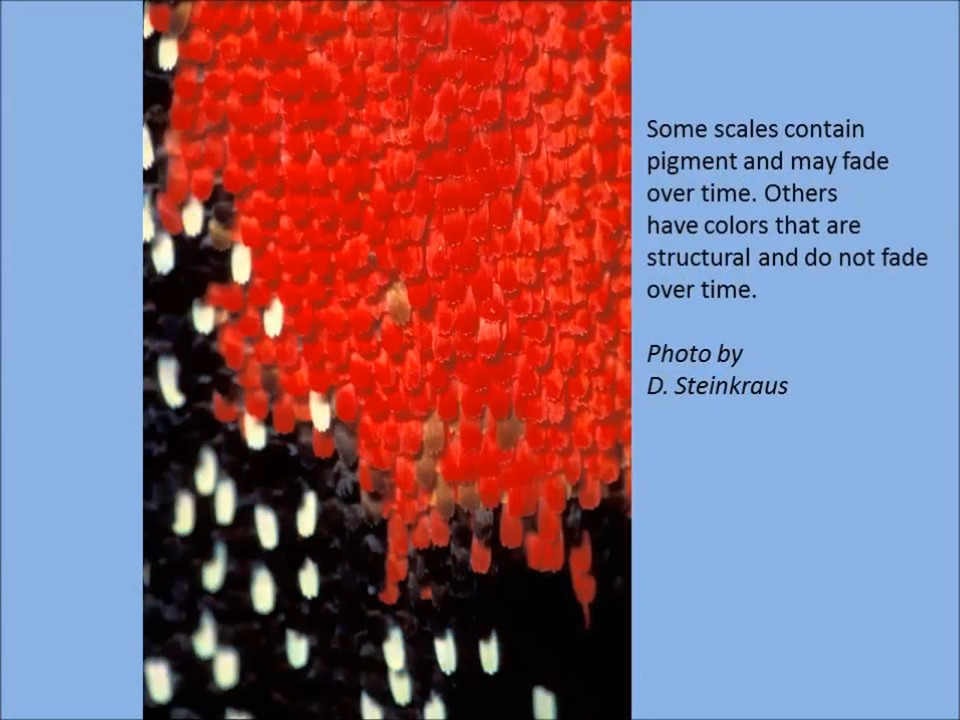 Some scales contain
pigment and may fade
over time. Others
have colors that are
structural and do not fade
over time.
Photo by
D. Steinkraus